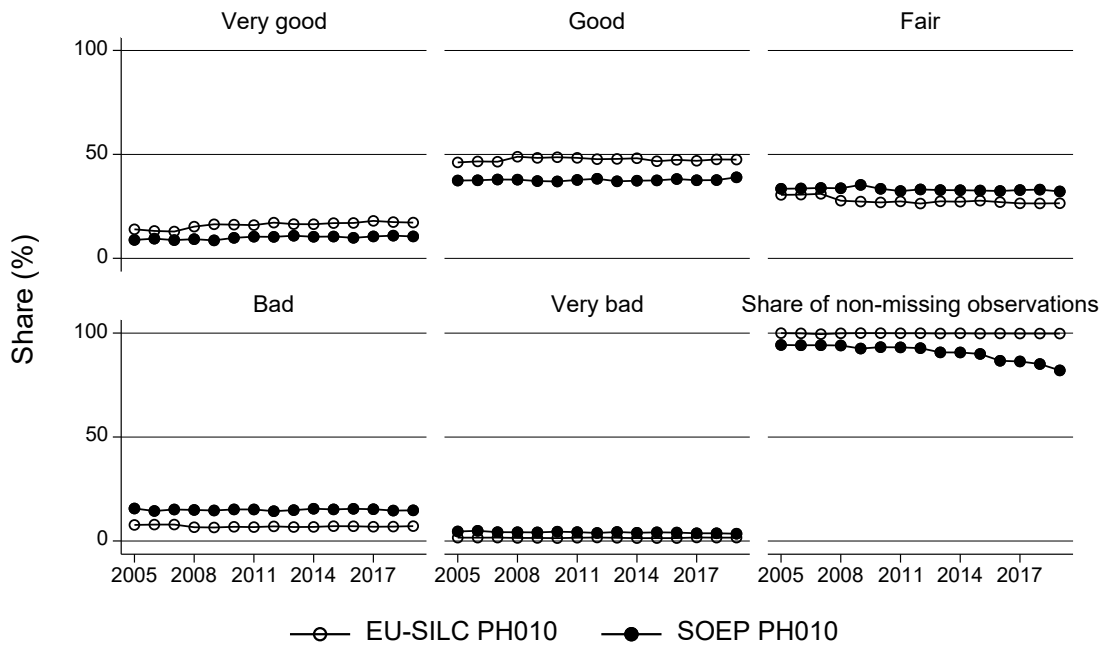 Very good
Good
Fair
100
50
0
Share (%)
Bad
Very bad
Share of non-missing observations
100
50
0
2005 2008 2011 2014 2017
2005 2008 2011 2014 2017
2005 2008 2011 2014 2017
EU-SILC PH010
SOEP PH010